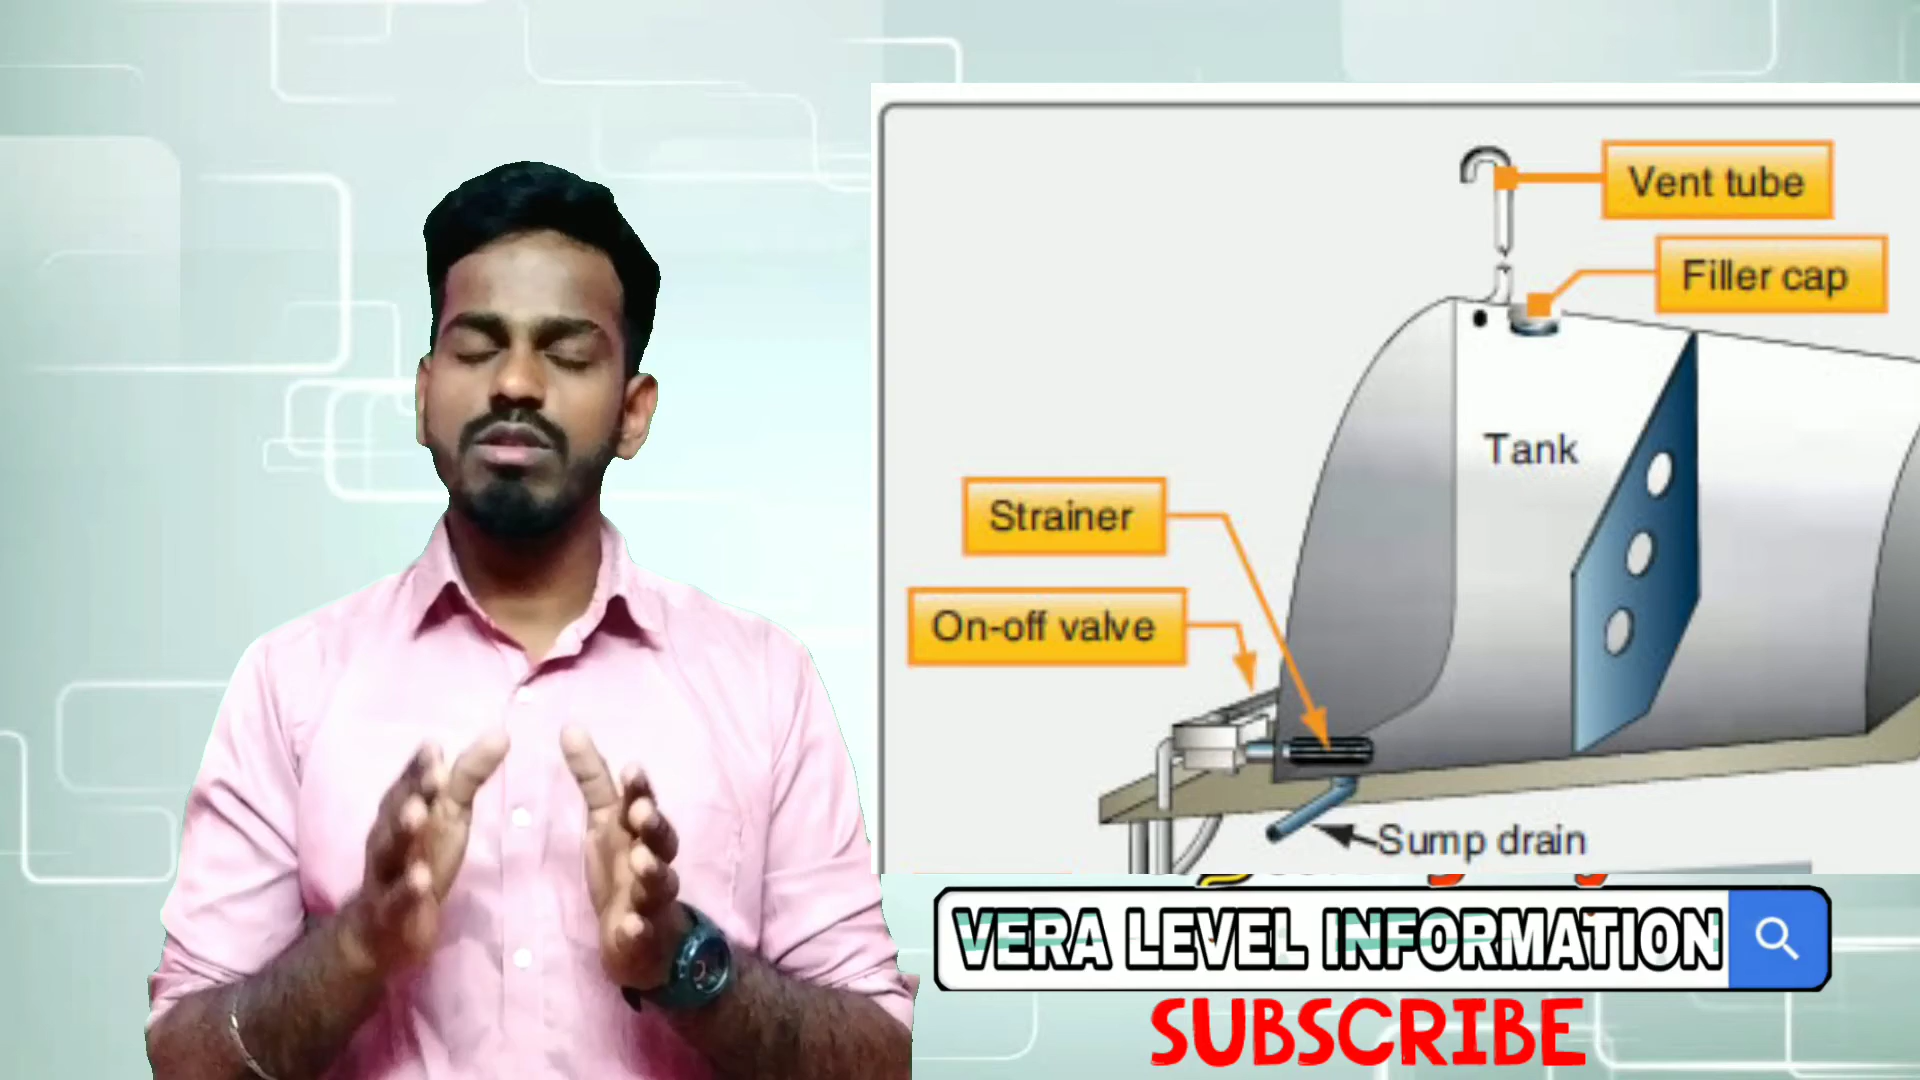 Vent tube
Filler cap
Tank
Strainer
On-off valve
Sump drain
VERA LEVEL INFORMATION
SUBSCRIBE